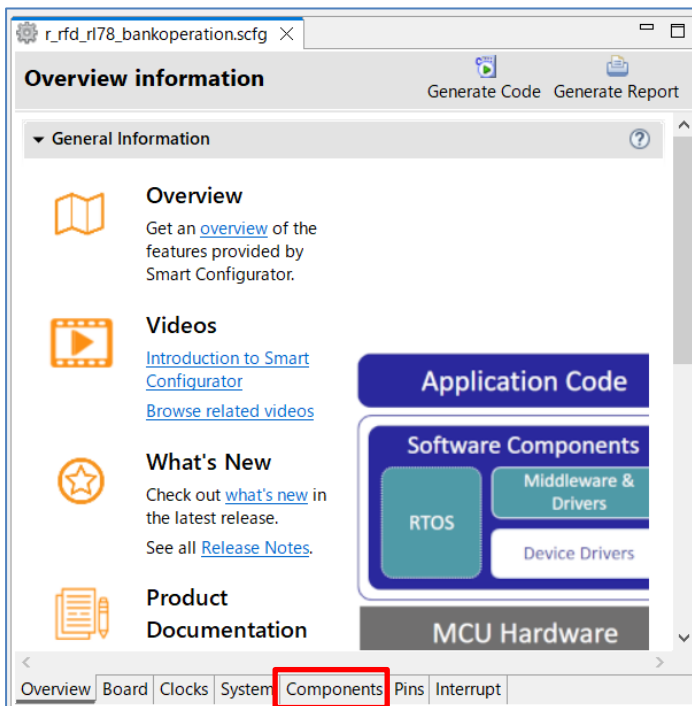 r_rfd_rl78_bankoperation.scfg
Overview information
Generate Code Generate Report
General Information
?
Overview
Get an overview of the
features provided by
Smart Configurator.
Videos
Introduction to Smart
Configurator
Browse related videos
What's New
Check out what's new in
the latest release.
See all Release Notes.
Product
Documentation
Application Code
Software Components
RTOS
Middleware &
Drivers
Device Drivers
MCU Hardware
Overview Board Clocks System Components Pins Interrupt